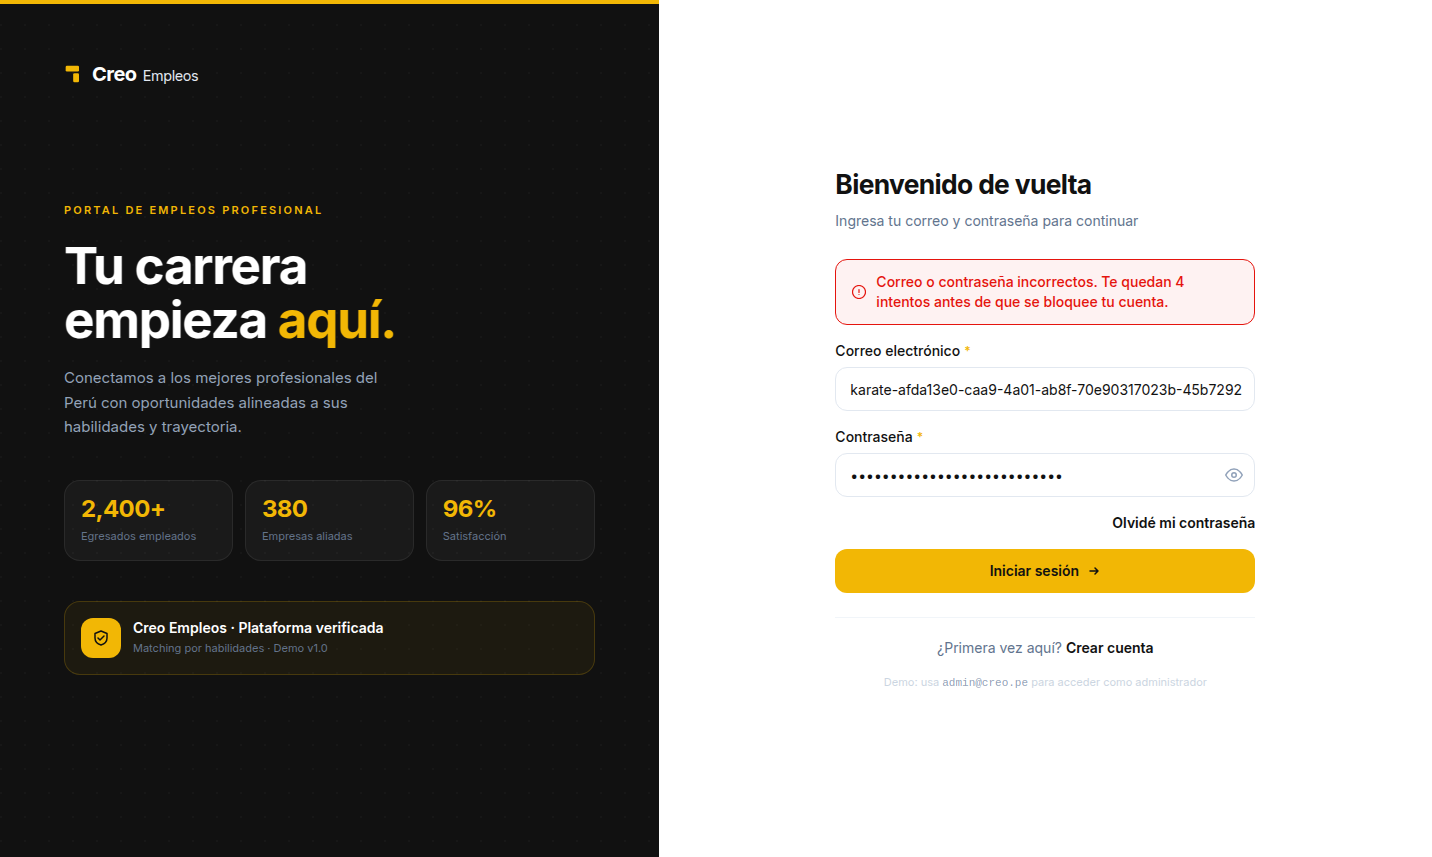 Creo Empleos
PORTAL DE EMPLEOS PROFESIONAL
Tu carrera
empieza aquí.
Conectamos a los mejores profesionales del
Perú con oportunidades alineadas a sus
habilidades y trayectoria.
2,400+
Egresados empleados
380
Empresas aliadas
96%
Satisfacción
Creo Empleos · Plataforma verificada
Matching por habilidades · Demo v1.0
Bienvenido de vuelta
Ingresa tu correo y contraseña para continuar
Correo o contraseña incorrectos. Te quedan 4
intentos antes de que se bloquee tu cuenta.
Correo electrónico *
karate-afda13e0-caa9-4a01-ab8f-70e90317023b-45b7292
Contraseña *
•••••••••••••••••••••••••••
Olvidé mi contraseña
Iniciar sesión →
¿Primera vez aquí? Crear cuenta
Demo: usa admin@creo.pe para acceder como administrador